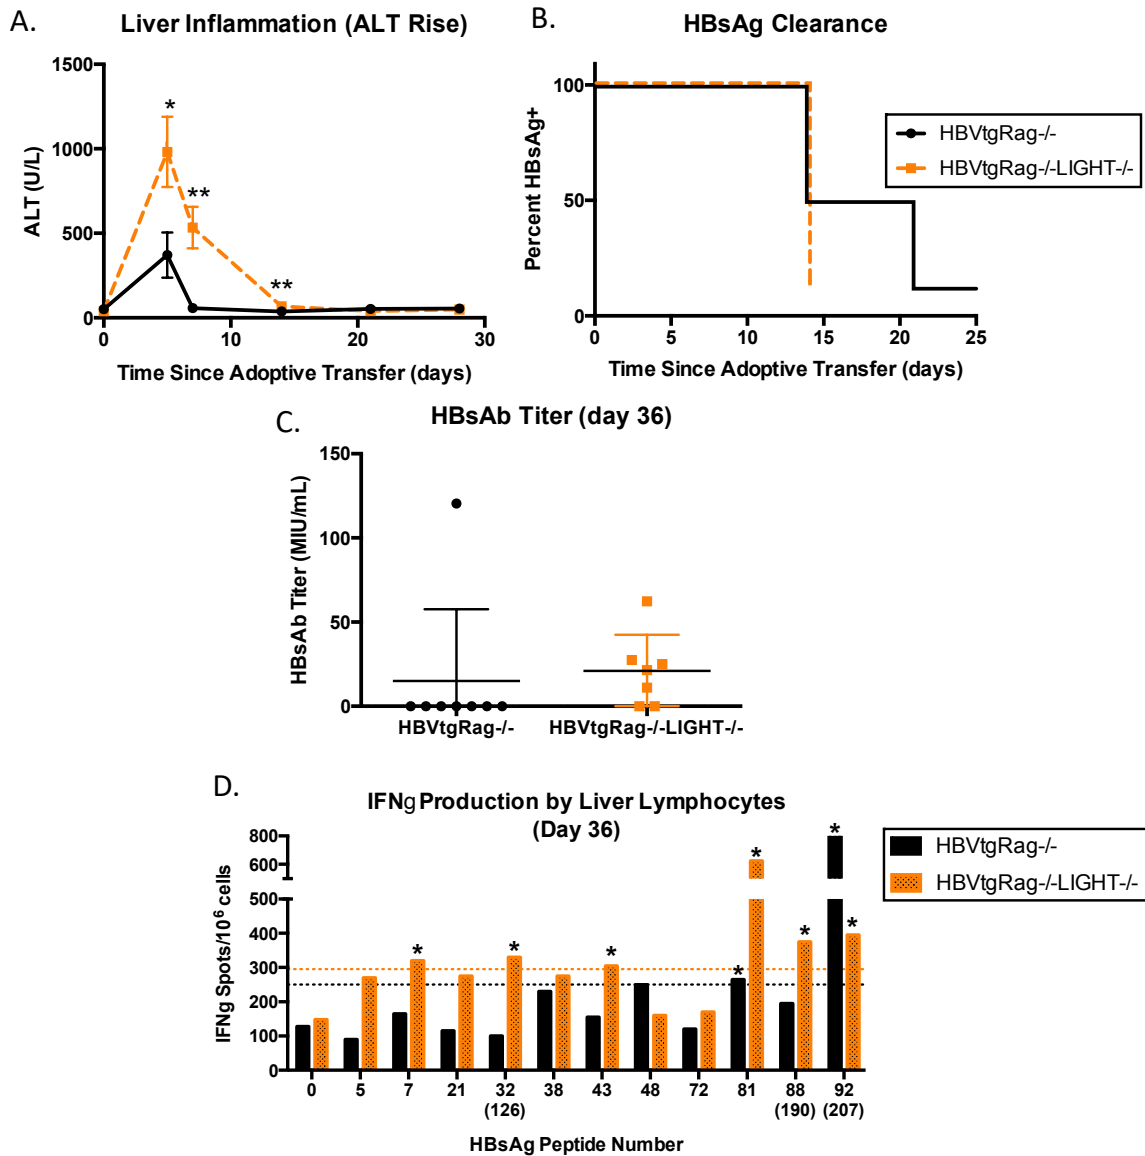 A.
Liver Inflammation (ALT Rise)
ALT (U/L)
1500
1000
500
0
*
**
**
0 10 20 30
Time Since Adoptive Transfer (days)
B.
HBsAg Clearance
Percent HBsAg+
100
50
0
0 5 10 15 20 25
Time Since Adoptive Transfer (days)
HBVtgRag-/-
HBVtgRag-/-LIGHT-/-
C.
HBsAb Titer (day 36)
HBsAb Titer (MIU/mL)
150
100
50
0
HBVtgRag-/- HBVtgRag-/-LIGHT-/-
D.
IFNg Production by Liver Lymphocytes
(Day 36)
IFNg Spots/10⁶ cells
800
600
500
400
300
200
100
0
* * * * * * * *
0 5 7 21 32 38 43 48 72 81 88 92
(126) (190) (207)
HBsAg Peptide Number
HBVtgRag-/-
HBVtgRag-/-LIGHT-/-